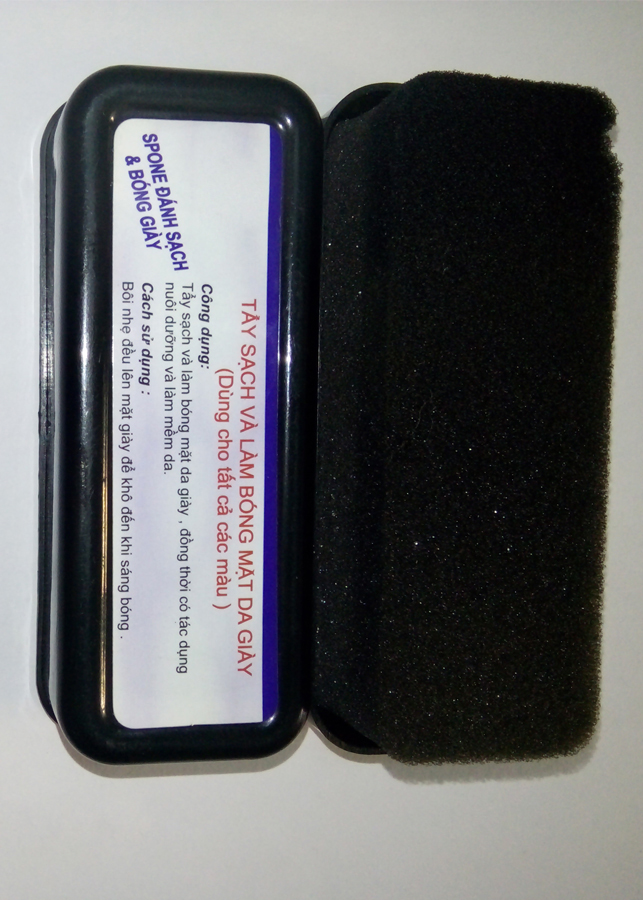 SPONE ĐÁNH SẠCH
& BÓNG GIÀY
TẨY SẠCH VÀ LÀM BÓNG MẶT DA GIÀY
(Dùng cho tất cả các màu )
Công dụng:
Tẩy sạch và làm bóng mặt da giày , đồng thời có tác dụng
nuôi dưỡng và làm mềm da.
Cách sử dụng :
Bôi nhẹ đều lên mặt giày để khô đến khi sáng bóng .